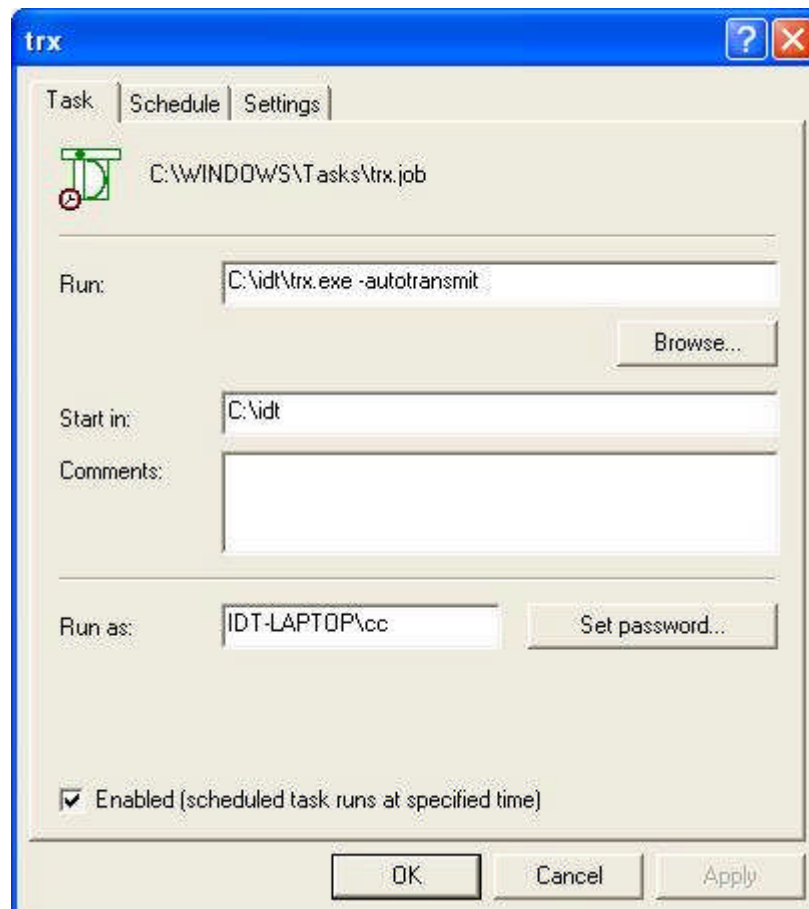 trx
Task Schedule Settings
C:\WINDOWS\Tasks\trx.job
Run: C:\idt\trx.exe -autotransmit
Browse...
Start in: C:\idt
Comments:
Run as: IDT-LAPTOP\cc Set password...
Enabled (scheduled task runs at specified time)
OK Cancel Apply